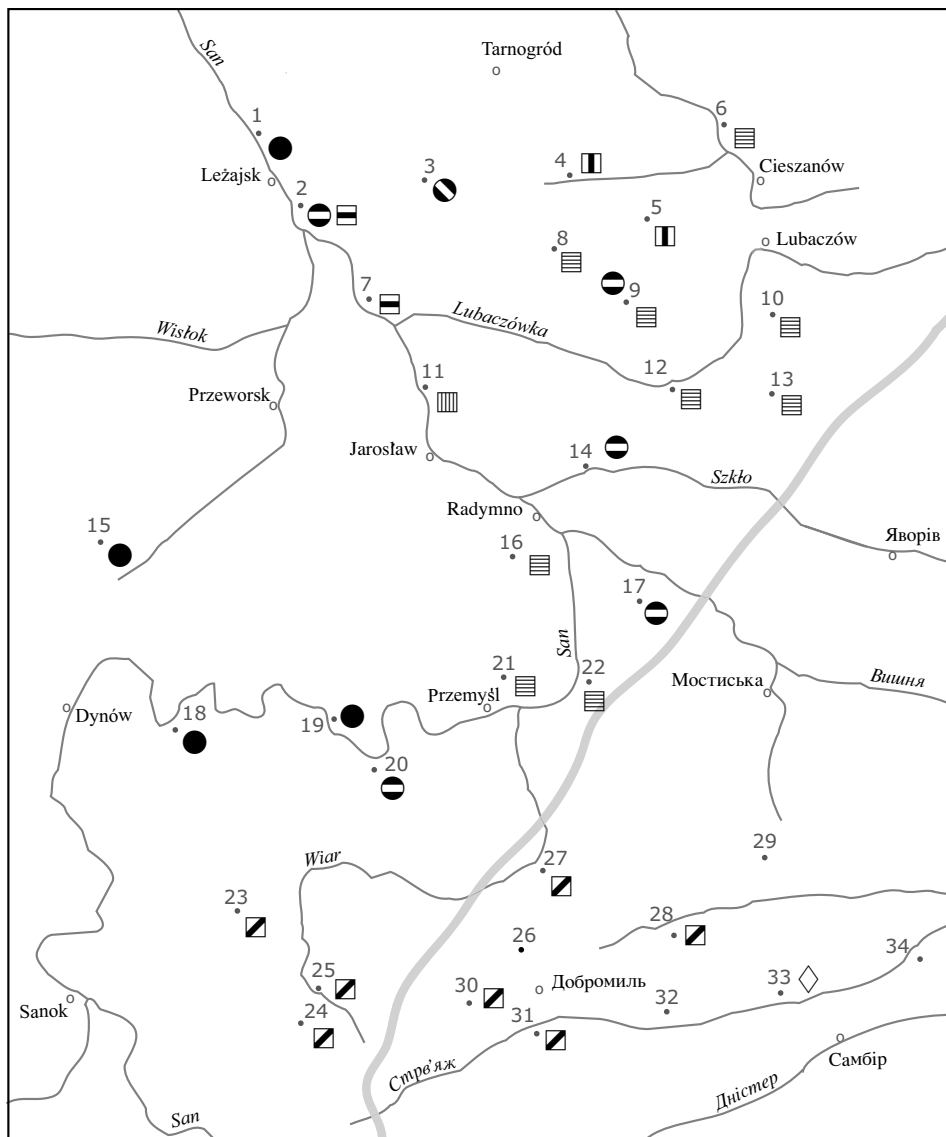 San
Tarnogród
1
6
3
4
Leżajsk
Cieszanów
2
5
8
Lubaczów
7
9
10
Lubaczówka
Wisłok
11
12
13
Przeworsk
Jarosław
14
Szkło
Radymno
15
16
Яворів
17
San
21
22
Przemyśl
Мостиська
Вишня
Dynów
18
19
20
29
Wiar
27
23
28
26
34
25
Добромиль
33
30
32
Sanok
24
31
Самбір
Стрв'яж
Дністер
San